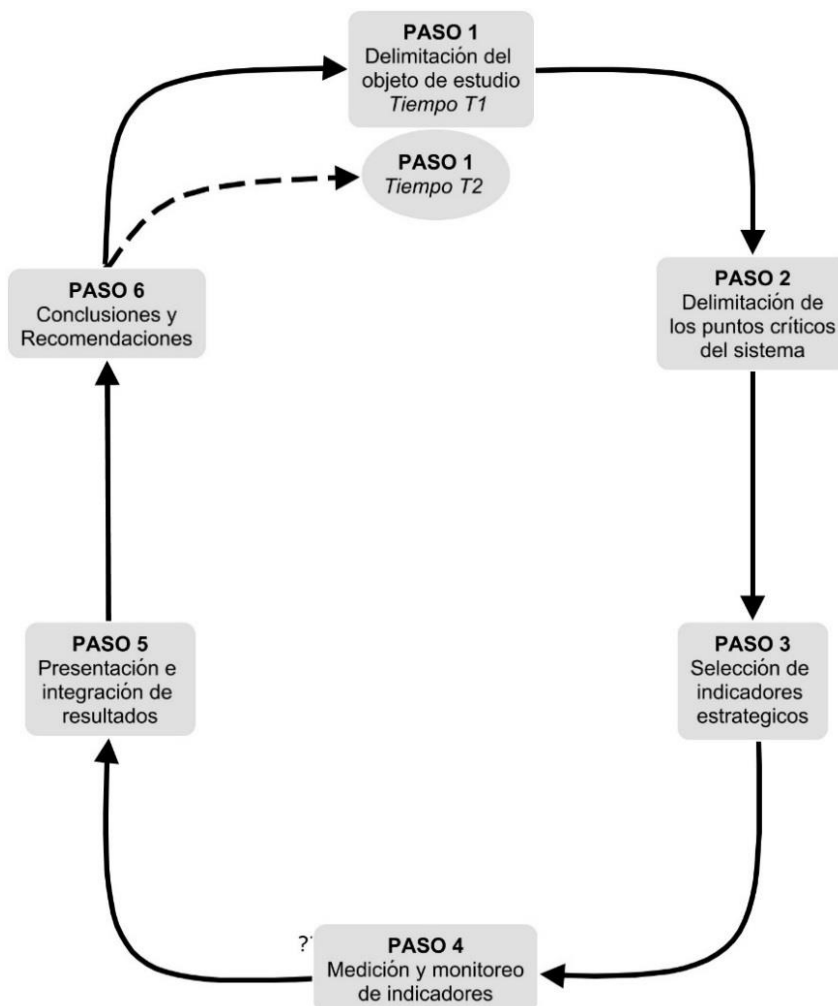 PASO 1
Delimitación del
objeto de estudio
Tiempo T1
PASO 1
Tiempo T2
PASO 2
Delimitación de
los puntos críticos
del sistema
PASO 3
Selección de
indicadores
estrategicos
PASO 4
Medición y monitoreo
de indicadores
?
PASO 5
Presentación e
integración de
resultados
PASO 6
Conclusiones y
Recomendaciones